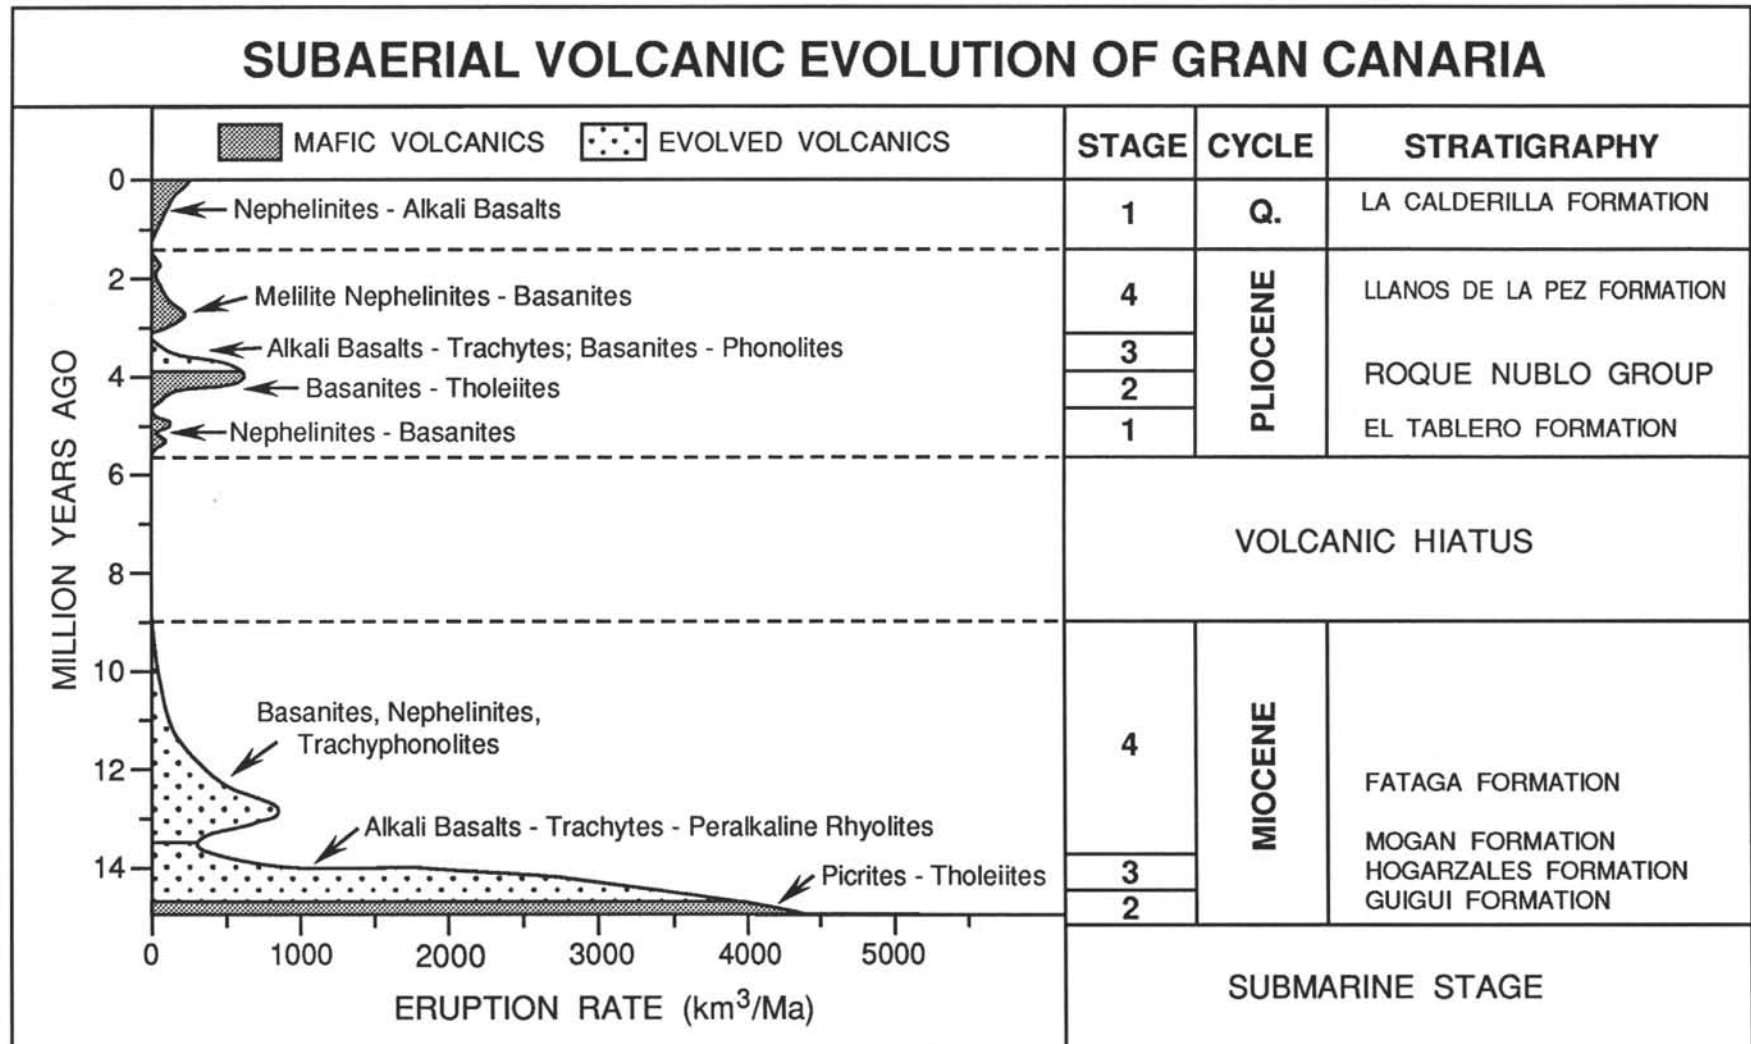 SUBAERIAL VOLCANIC EVOLUTION OF GRAN CANARIA
MAFIC VOLCANICS
EVOLVED VOLCANICS
STAGE
CYCLE
STRATIGRAPHY
MILLION YEARS AGO
0
2
4
6
8
10
12
14
Nephelinites - Alkali Basalts
Melilite Nephelinites - Basanites
Alkali Basalts - Trachytes; Basanites - Phonolites
Basanites - Tholeiites
Nephelinites - Basanites
Basanites, Nephelinites,
Trachyphonolites
Alkali Basalts - Trachytes - Peralkaline Rhyolites
Picrites - Tholeiites
0
1000
2000
3000
4000
5000
ERUPTION RATE (km³/Ma)
1
Q.
LA CALDERILLA FORMATION
4
3
2
1
PLIOCENE
LLANOS DE LA PEZ FORMATION
ROQUE NUBLO GROUP
EL TABLERO FORMATION
VOLCANIC HIATUS
4
3
2
MIOCENE
FATAGA FORMATION
MOGAN FORMATION
HOGARZALES FORMATION
GUIGUI FORMATION
SUBMARINE STAGE